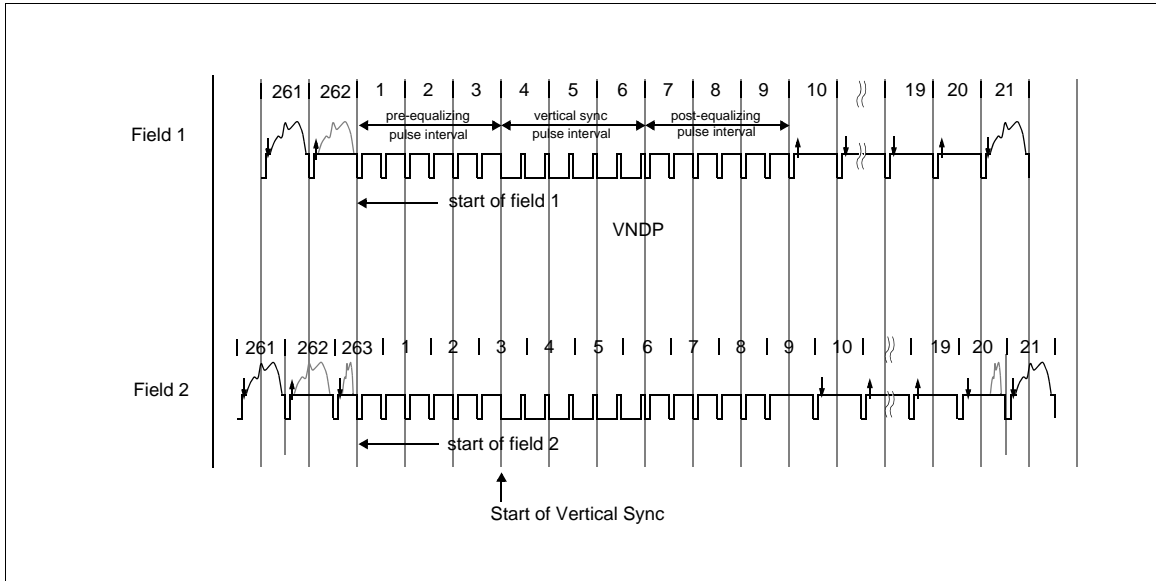 261 262 1 2 3 4 5 6 7 8 9 10 19 20 21
pre-equalizing vertical sync post-equalizing
Field 1
pulse interval pulse interval pulse interval
start of field 1
VNDP
261 262 263 1 2 3 4 5 6 7 8 9 10 19 20 21
Field 2
start of field 2
Start of Vertical Sync